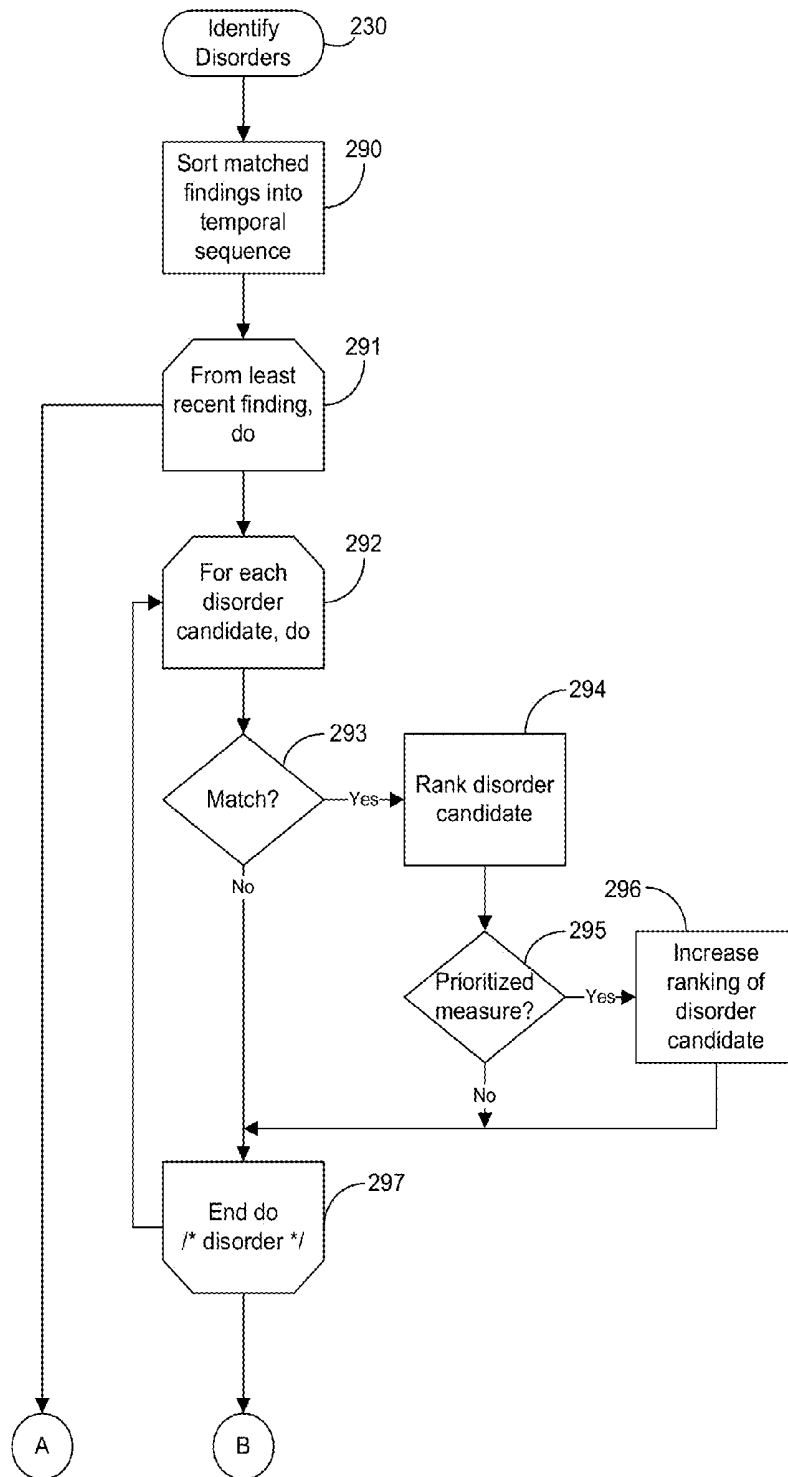 Identify
Disorders
230
290
Sort matched
findings into
temporal
sequence
291
From least
recent finding,
do
292
For each
disorder
candidate, do
293
294
Match?
Yes
Rank disorder
candidate
No
295
296
Prioritized
measure?
Yes
Increase
ranking of
disorder
candidate
No
297
End do
/* disorder */
A
B